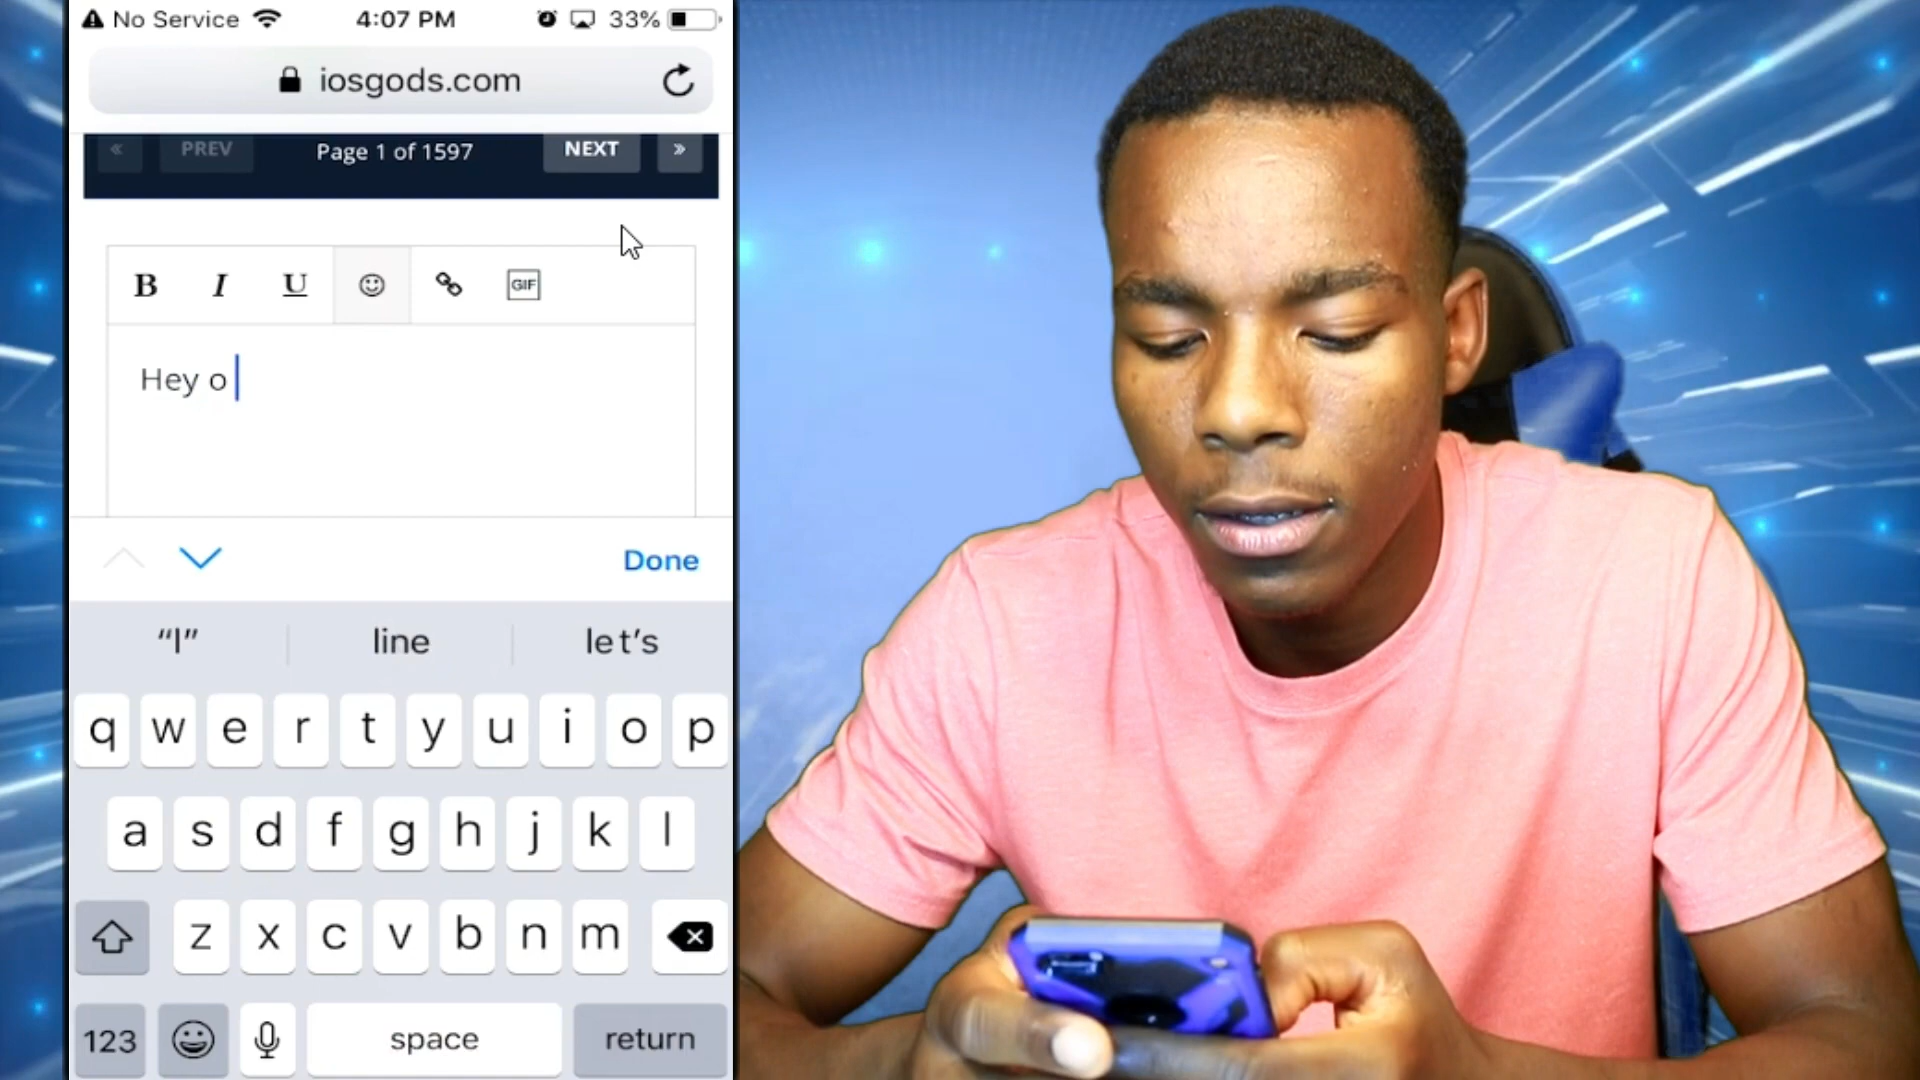 No Service 4:07 PM 33%
iosgods.com
« PREV Page 1 of 1597 NEXT »
B I U GIF
Hey o
Done
“l” line let’s
q w e r t y u i o p
a s d f g h j k l
z x c v b n m
123 space return